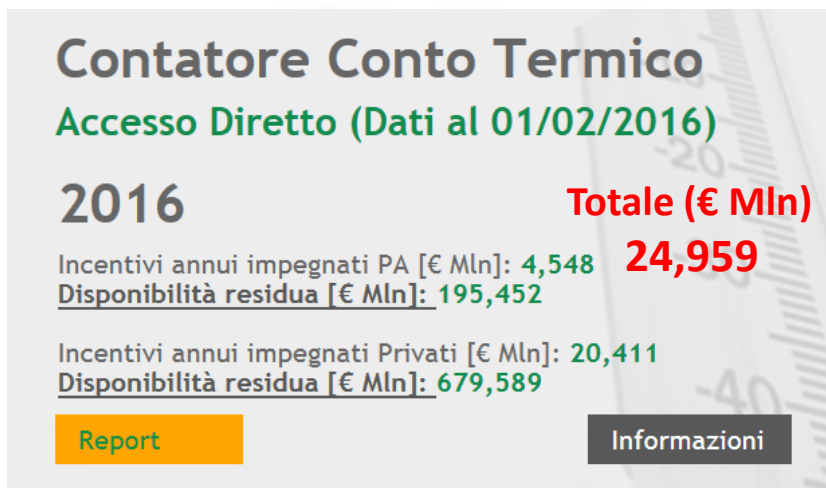 Contatore Conto Termico
Accesso Diretto (Dati al 01/02/2016)
2016
Totale (€ Mln)
24,959
Incentivi annui impegnati PA [€ Mln]: 4,548
Disponibilità residua [€ Mln]: 195,452
Incentivi annui impegnati Privati [€ Mln]: 20,411
Disponibilità residua [€ Mln]: 679,589
Report
Informazioni
-20
-40